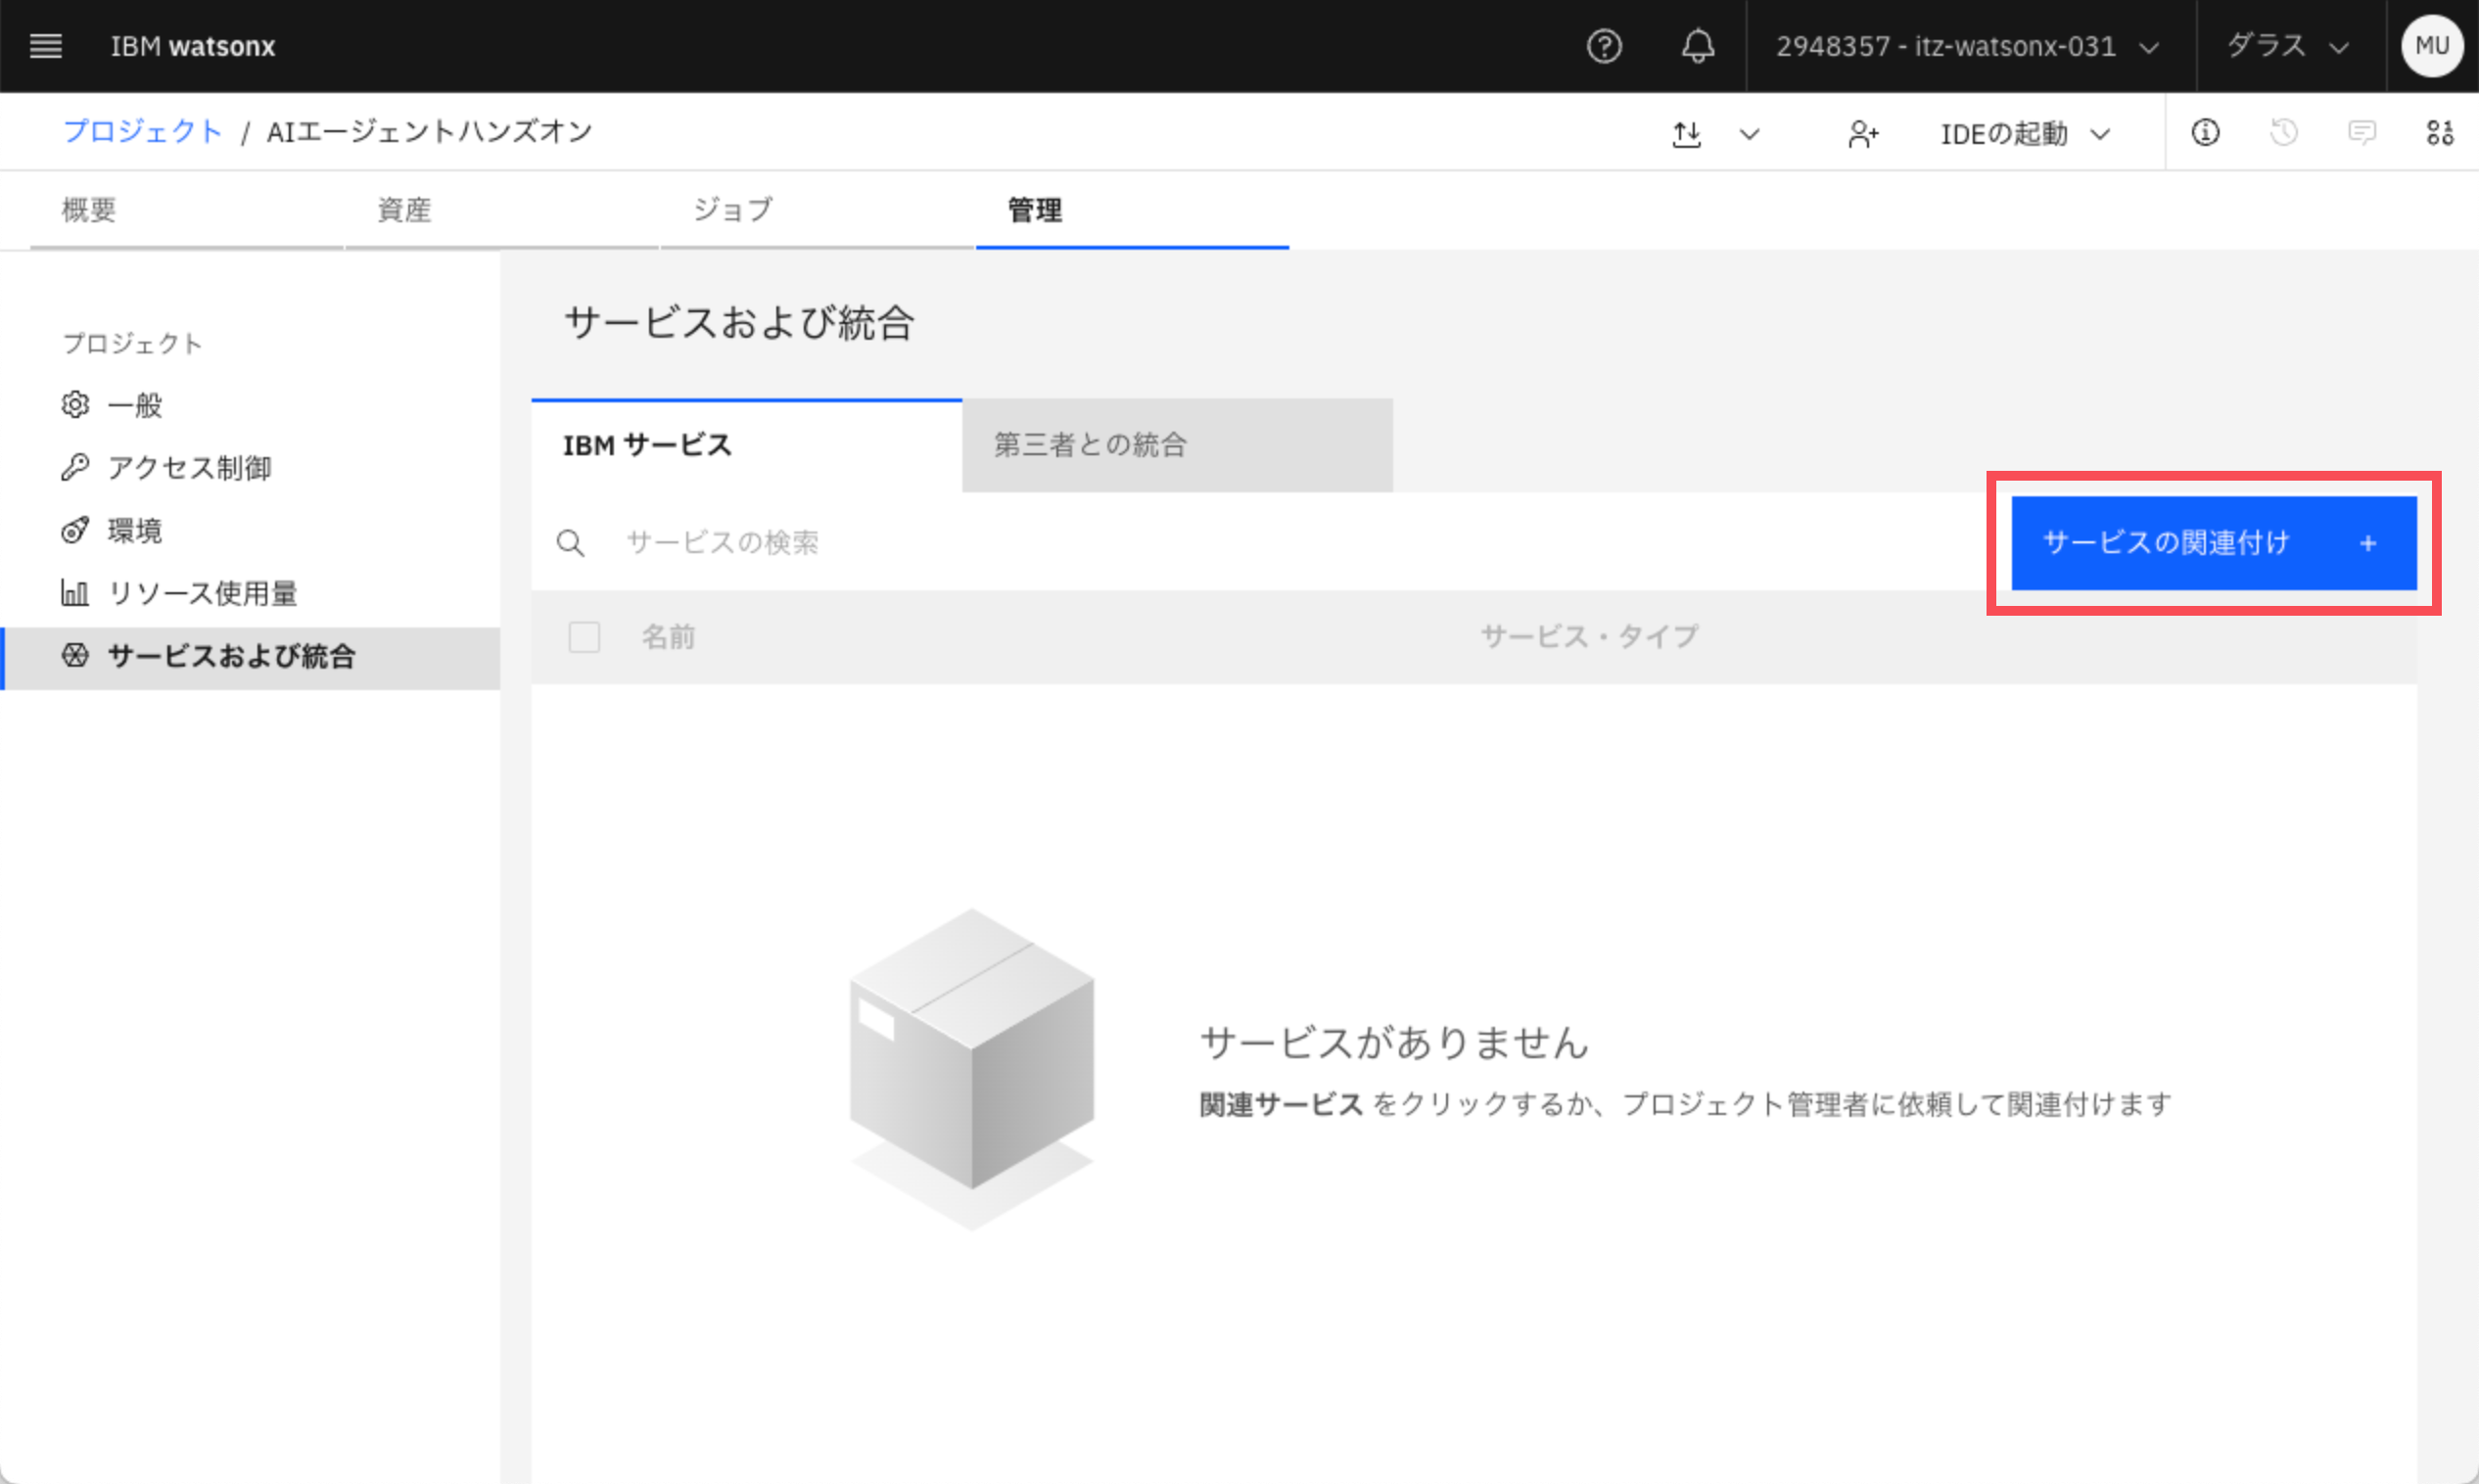 IBM watsonx
2948357 - itz-watsonx-031
ダラス
MU
プロジェクト / AIエージェントハンズオン
IDEの起動
概要
資産
ジョブ
管理
プロジェクト
一般
アクセス制御
環境
リソース使用量
サービスおよび統合
サービスおよび統合
IBM サービス
第三者との統合
サービスの検索
サービスの関連付け +
名前
サービス・タイプ
サービスがありません
関連サービス をクリックするか、プロジェクト管理者に依頼して関連付けます